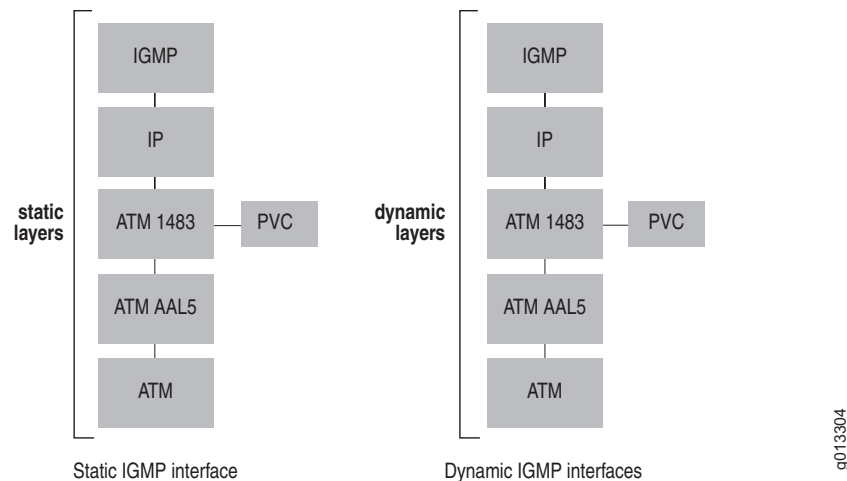 IGMP
IP
static
layers
ATM 1483
PVC
ATM AAL5
ATM
Static IGMP interface
IGMP
IP
dynamic
layers
ATM 1483
PVC
ATM AAL5
ATM
Dynamic IGMP interfaces
g013304